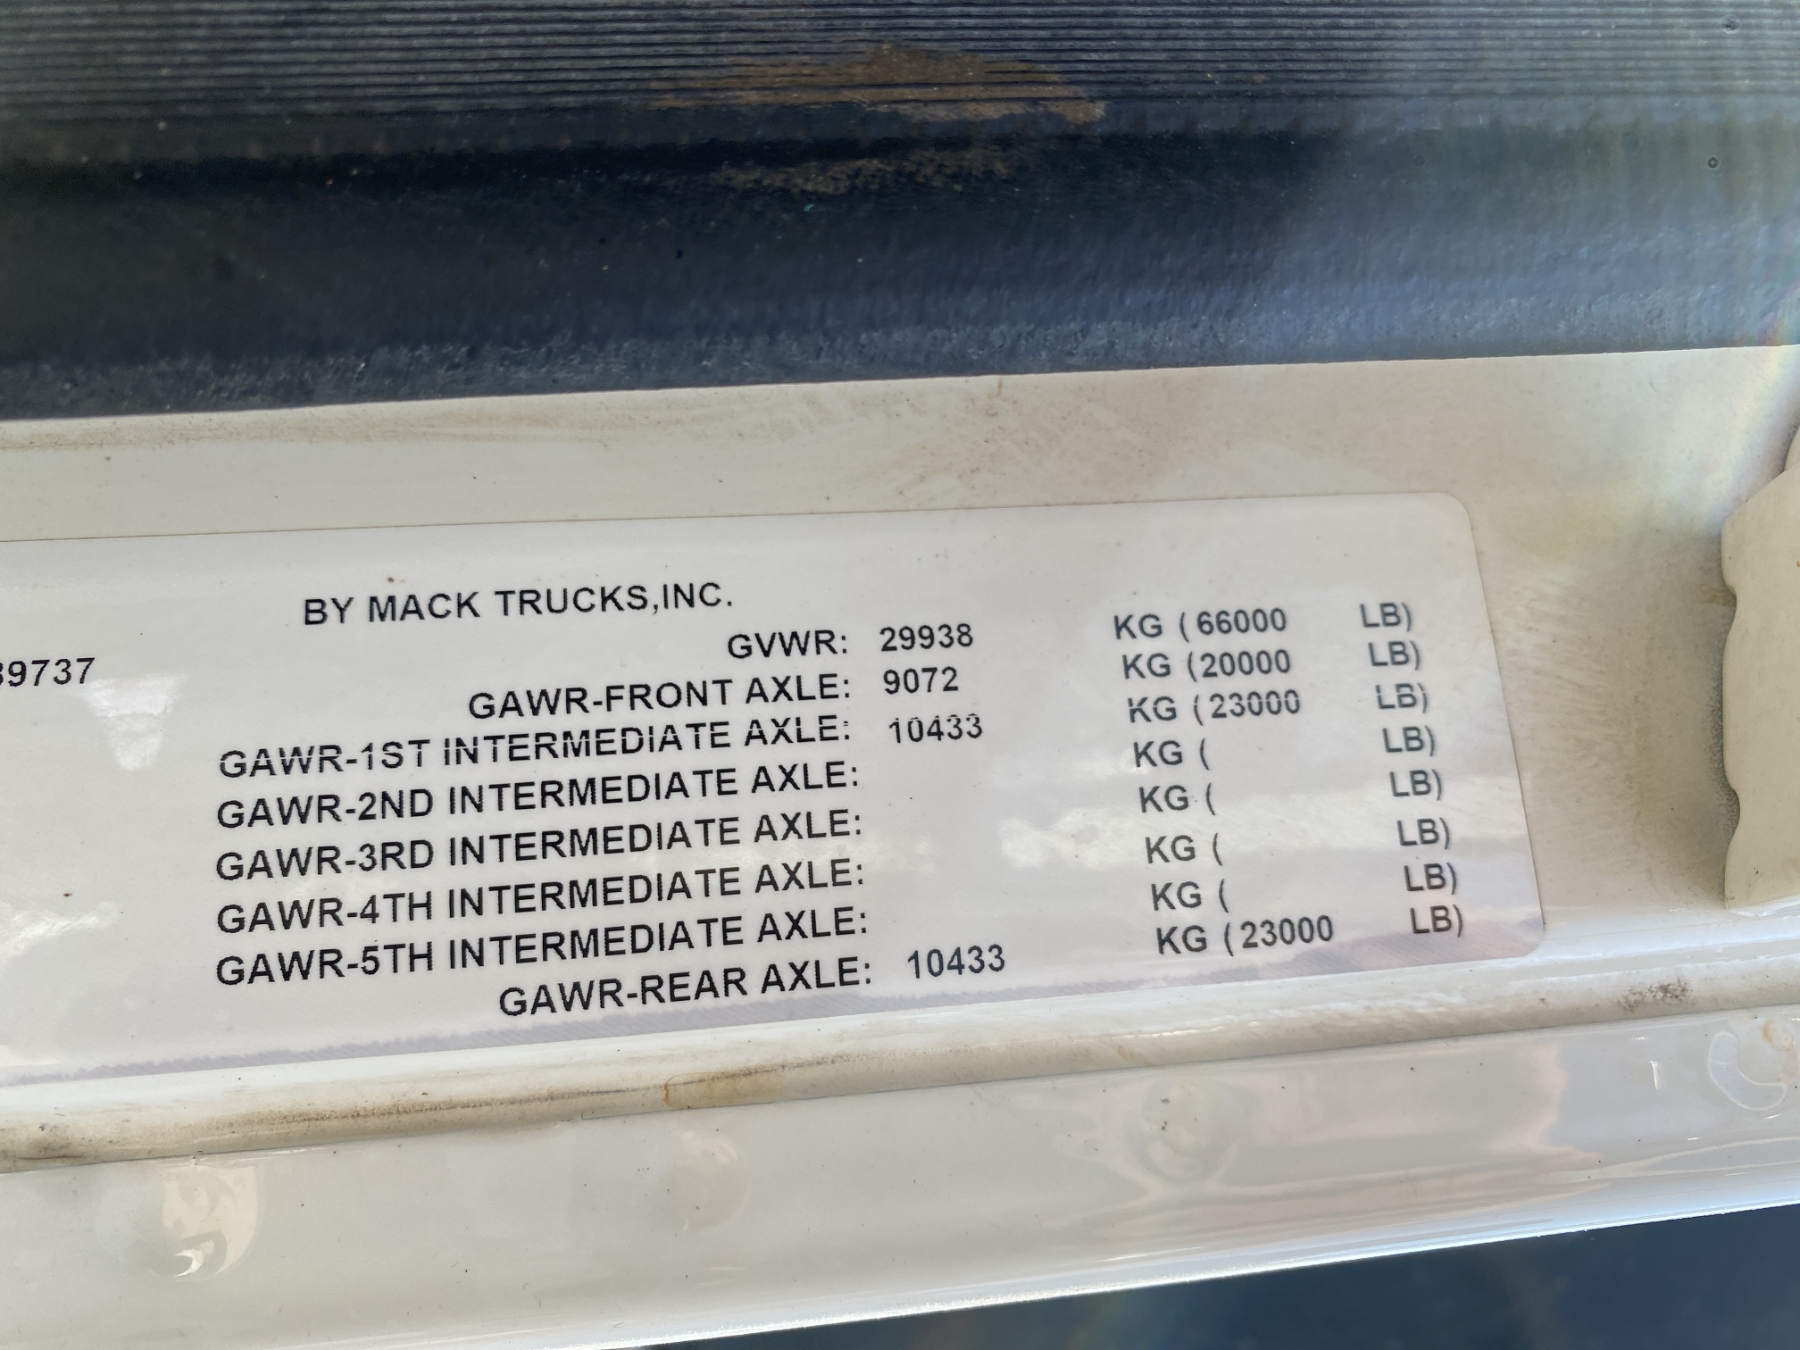 BY MACK TRUCKS,INC.
GVWR: 29938 KG (66000 LB)
9737
GAWR-FRONT AXLE: 9072 KG (20000 LB)
GAWR-1ST INTERMEDIATE AXLE: 10433 KG (23000 LB)
GAWR-2ND INTERMEDIATE AXLE: KG ( LB)
GAWR-3RD INTERMEDIATE AXLE: KG ( LB)
GAWR-4TH INTERMEDIATE AXLE: KG ( LB)
GAWR-5TH INTERMEDIATE AXLE: KG ( LB)
GAWR-REAR AXLE: 10433 KG (23000 LB)